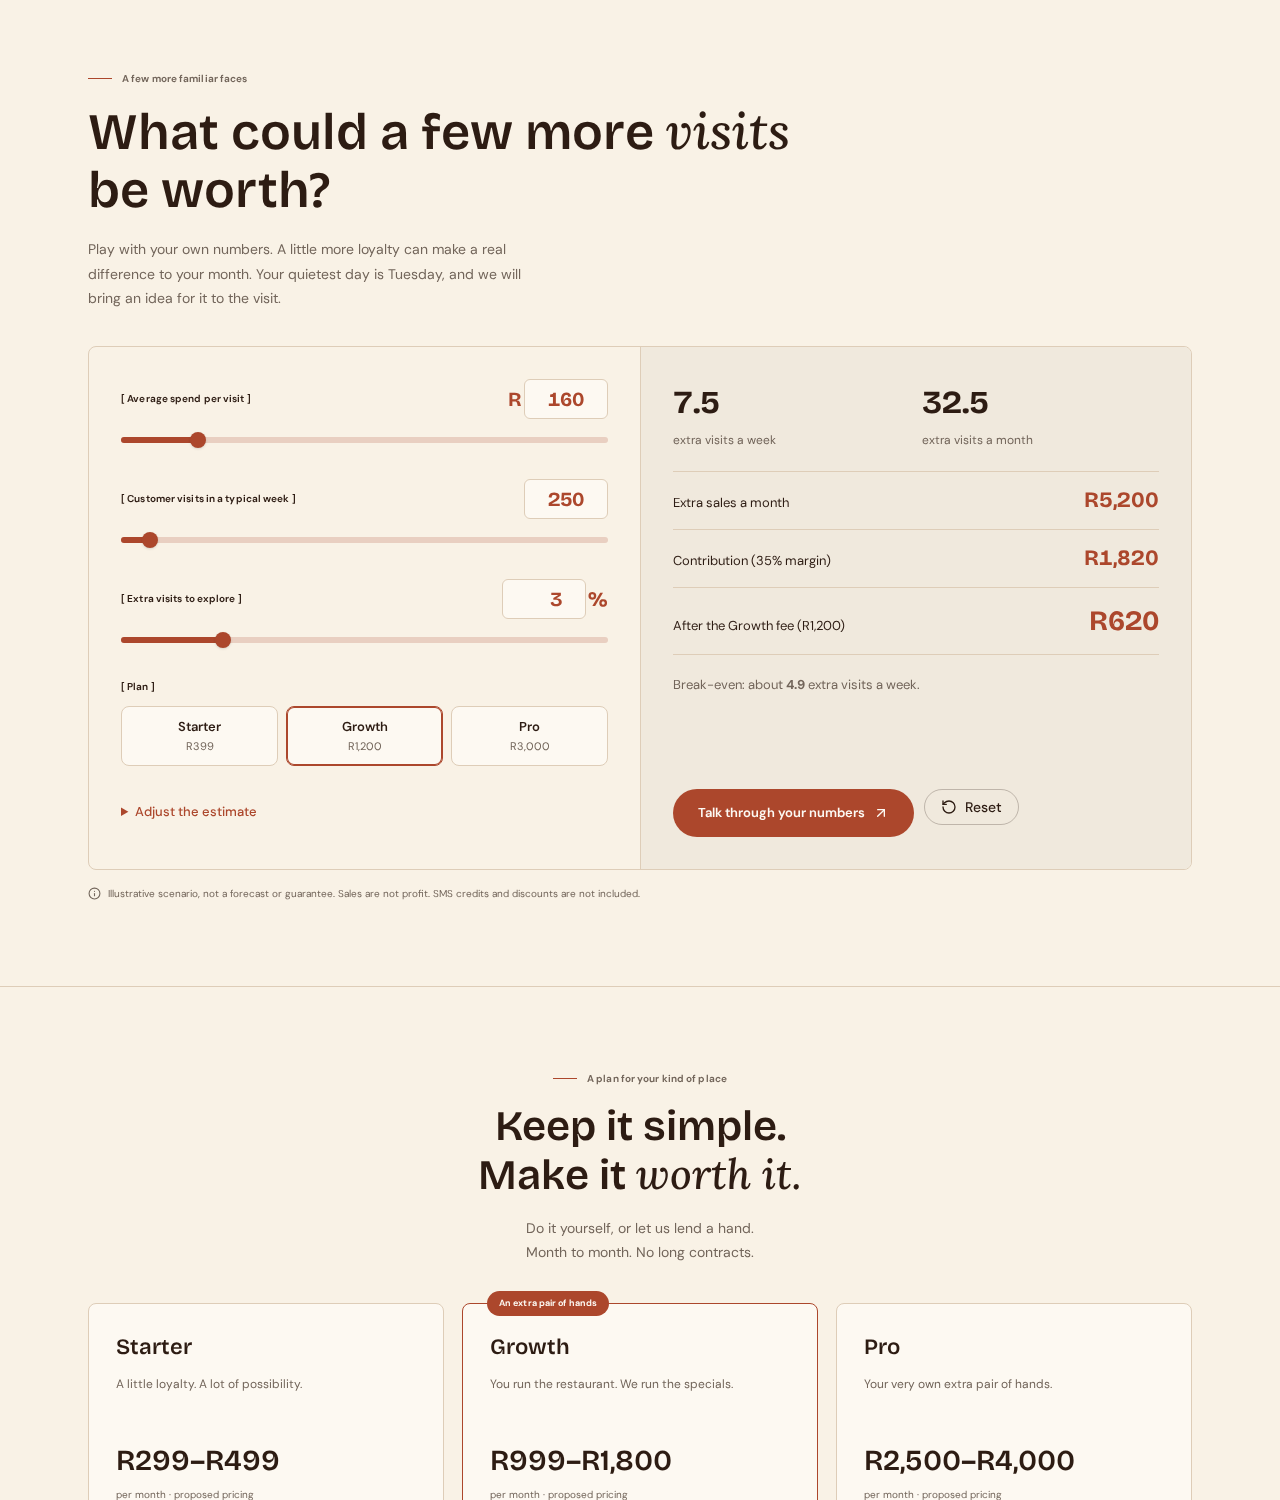 A few more familiar faces
What could a few more visits
be worth?
Play with your own numbers. A little more loyalty can make a real
difference to your month. Your quietest day is Tuesday, and we will
bring an idea for it to the visit.
[ Average spend per visit ]
R 160
[ Customer visits in a typical week ]
250
[ Extra visits to explore ]
3 %
[ Plan ]
Starter
R399
Growth
R1,200
Pro
R3,000
Adjust the estimate
7.5
extra visits a week
32.5
extra visits a month
Extra sales a month
R5,200
Contribution (35% margin)
R1,820
After the Growth fee (R1,200)
R620
Break-even: about 4.9 extra visits a week.
Talk through your numbers
Reset
Illustrative scenario, not a forecast or guarantee. Sales are not profit. SMS credits and discounts are not included.
A plan for your kind of place
Keep it simple.
Make it worth it.
Do it yourself, or let us lend a hand.
Month to month. No long contracts.
Starter
A little loyalty. A lot of possibility.
R299–R499
per month · proposed pricing
An extra pair of hands
Growth
You run the restaurant. We run the specials.
R999–R1,800
per month · proposed pricing
Pro
Your very own extra pair of hands.
R2,500–R4,000
per month · proposed pricing